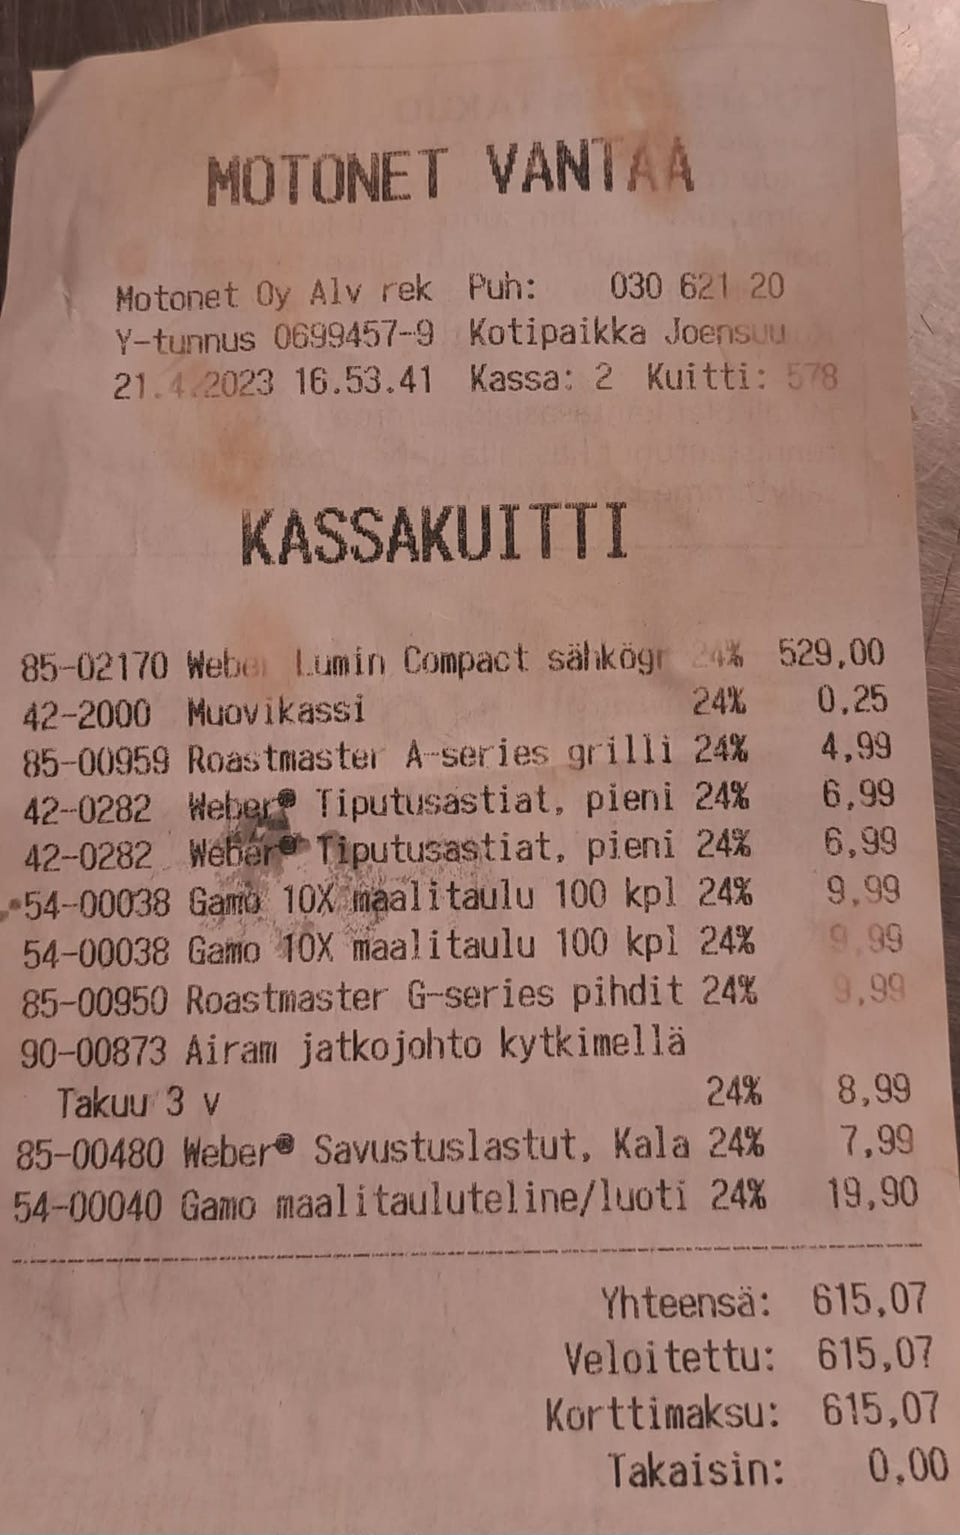 MOTONET VANTAA
Motonet Oy Alv rek Puh: 030 621 20
Y-tunnus 0699457-9 Kotipaikka Joensuu
21.4.2023 16.53.41 Kassa: 2 Kuitti: 578
KASSAKUITTI
85-02170 Weber Lumin Compact sähkögr 24% 529,00
42-2000 Muovikassi 24% 0,25
85-00959 Roastmaster A-series grilli 24% 4,99
42-0282 Weber® Tiputusastiat, pieni 24% 6,99
42-0282 Weber® Tiputusastiat, pieni 24% 6,99
54-00038 Gamo 10X maalitaulu 100 kpl 24% 9,99
54-00038 Gamo 10X maalitaulu 100 kpl 24% 9,99
85-00950 Roastmaster G-series pihdit 24% 9,99
90-00873 Airam jatkojohto kytkimellä
Takuu 3 v 24% 8,99
85-00480 Weber® Savustuslastut, Kala 24% 7,99
54-00040 Gamo maalitauluteline/luoti 24% 19,90
Yhteensä: 615,07
Veloitettu: 615,07
Korttimaksu: 615,07
Takaisin: 0,00